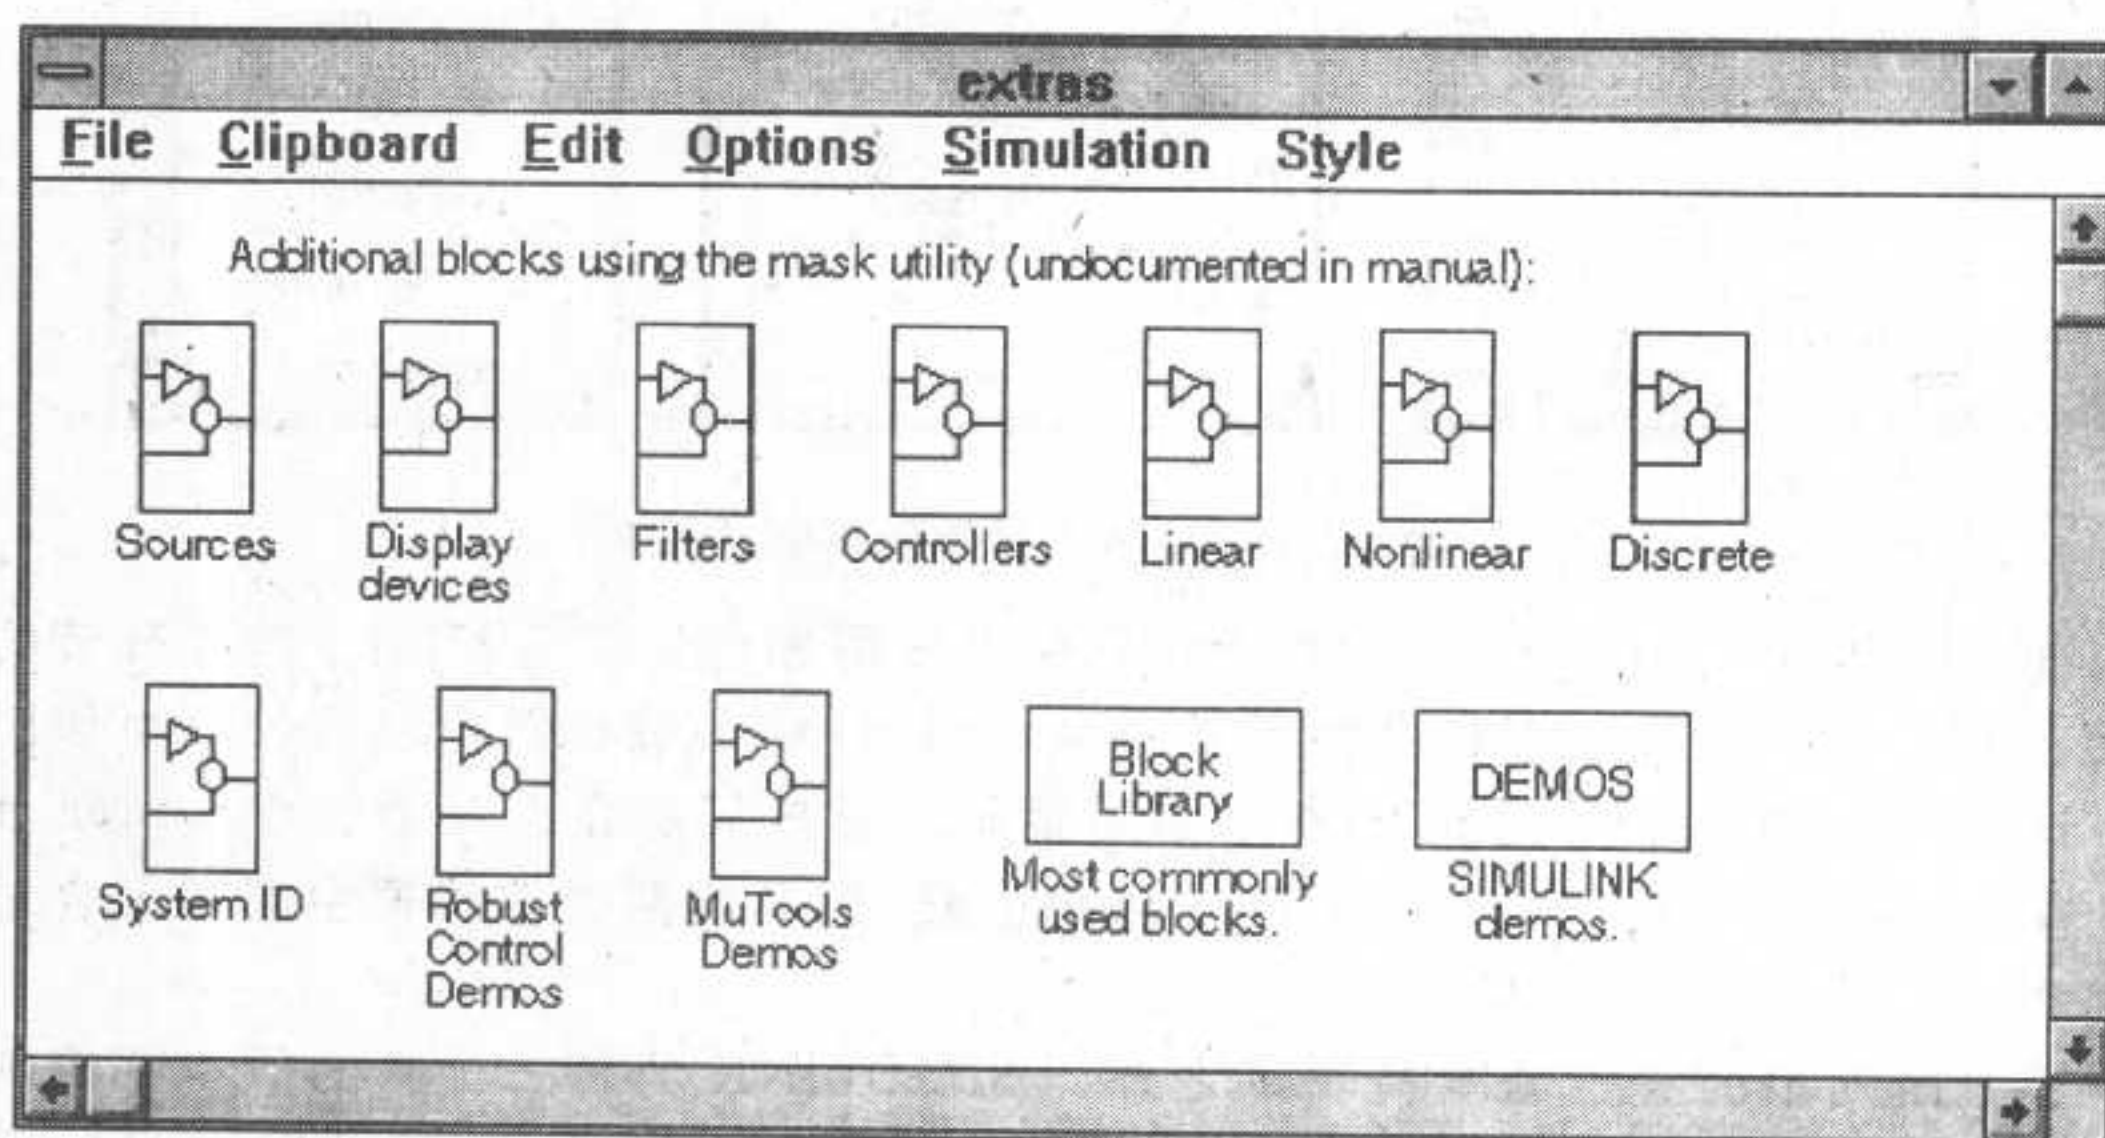 extras
File Clipboard Edit Options Simulation Style
Additional blocks using the mask utility (undocumented in manual):
Sources
Display
devices
Filters
Controllers
Linear
Nonlinear
Discrete
System ID
Robust
Control
Demos
MuTools
Demos
Block
Library
Most commonly
used blocks.
DEMOS
SIMULINK
demos.